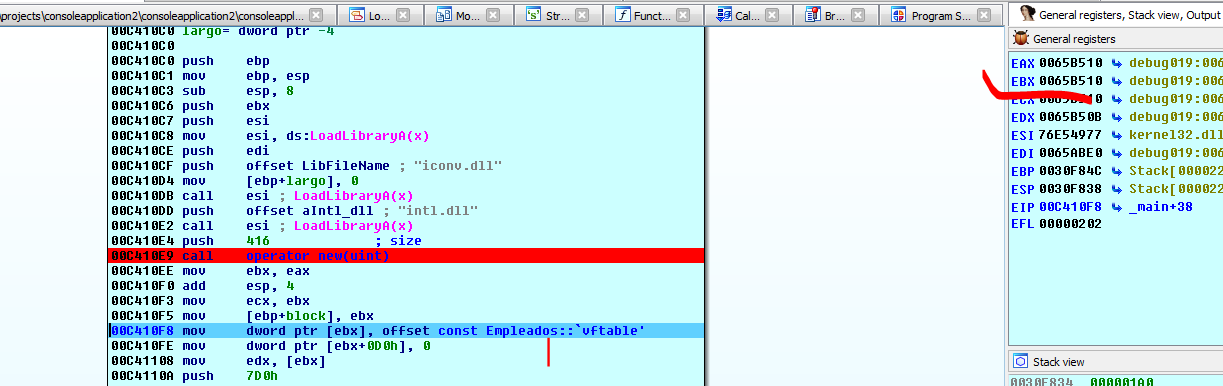 \projects\consoleapplication2\consoleapplication2\consoleappl...
Lo... Mo... Str... Funct... Cal... Br... Program S... General registers, Stack view, Output
00C410C0 largo= dword ptr -4
00C410C0
00C410C0 push ebp
00C410C1 mov ebp, esp
00C410C3 sub esp, 8
00C410C6 push ebx
00C410C7 push esi
00C410C8 mov esi, ds:LoadLibraryA(x)
00C410CE push edi
00C410CF push offset LibFileName ; "iconv.dll"
00C410D4 mov [ebp+largo], 0
00C410DB call esi ; LoadLibraryA(x)
00C410DD push offset aIntl_dll ; "intl.dll"
00C410E2 call esi ; LoadLibraryA(x)
00C410E4 push 416 ; size
00C410E9 call operator new(uint)
00C410EE mov ebx, eax
00C410F0 add esp, 4
00C410F3 mov ecx, ebx
00C410F5 mov [ebp+block], ebx
00C410F8 mov dword ptr [ebx], offset const Empleados::`vftable'
00C410FE mov dword ptr [ebx+0D0h], 0
00C41108 mov edx, [ebx]
00C4110A push 7D0h
General registers
EAX 0065B510 debug019:006
EBX 0065B510 debug019:006
ECX 0065B510 debug019:006
EDX 0065B50B debug019:006
ESI 76E54977 kernel32.dll
EDI 0065ABE0 debug019:006
EBP 0030F84C Stack[000022
ESP 0030F838 Stack[000022
EIP 00C410F8 _main+38
EFL 00000202
Stack view
0030F834 000001A0